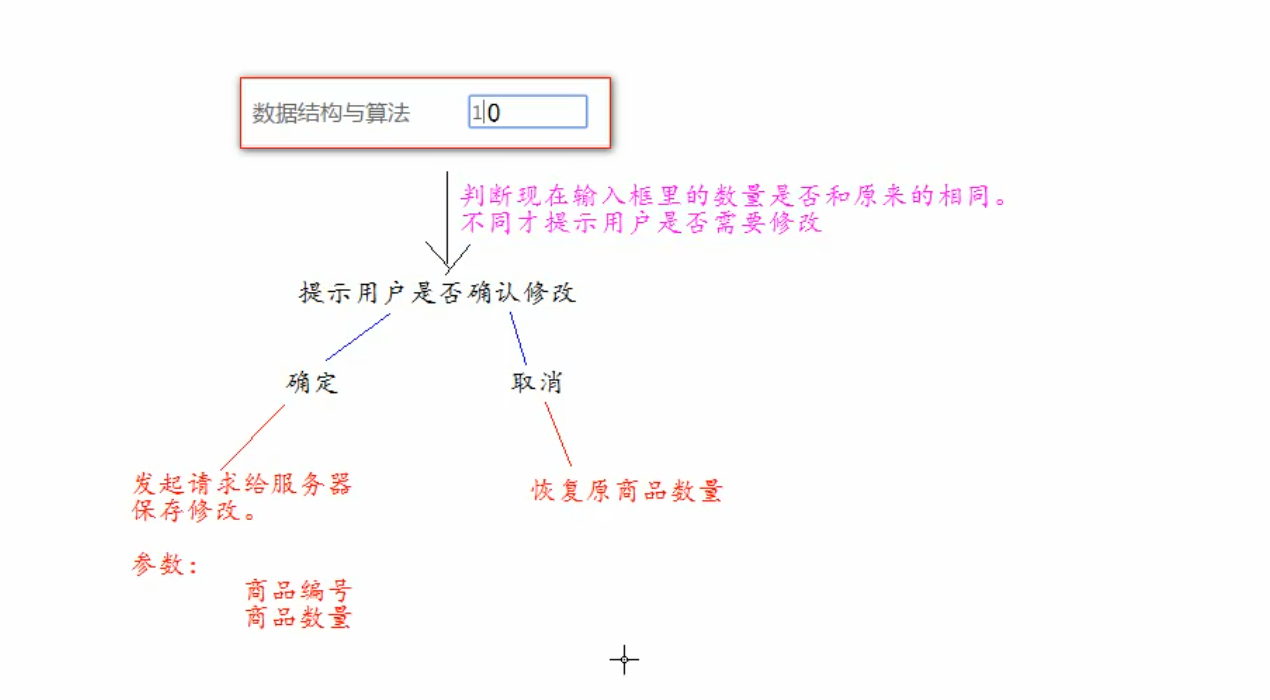 数据结构与算法 10
判断现在输入框里的数量是否和原来的相同。
不同才提示用户是否需要修改
提示用户是否确认修改
确定 取消
发起请求给服务器
保存修改。
恢复原商品数量
参数：
商品编号
商品数量